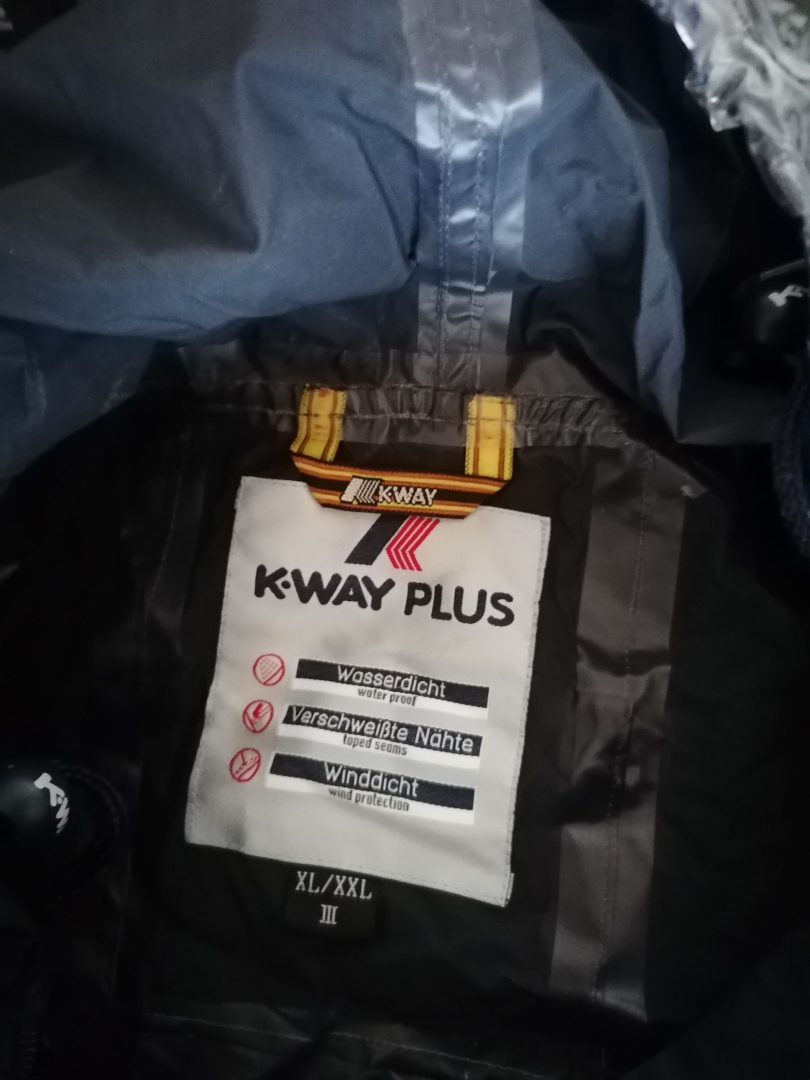 K·WAY
K·WAY PLUS
Wasserdicht
water proof
Verschweißte Nähte
taped seams
Winddicht
wind protection
XL/XXL
III